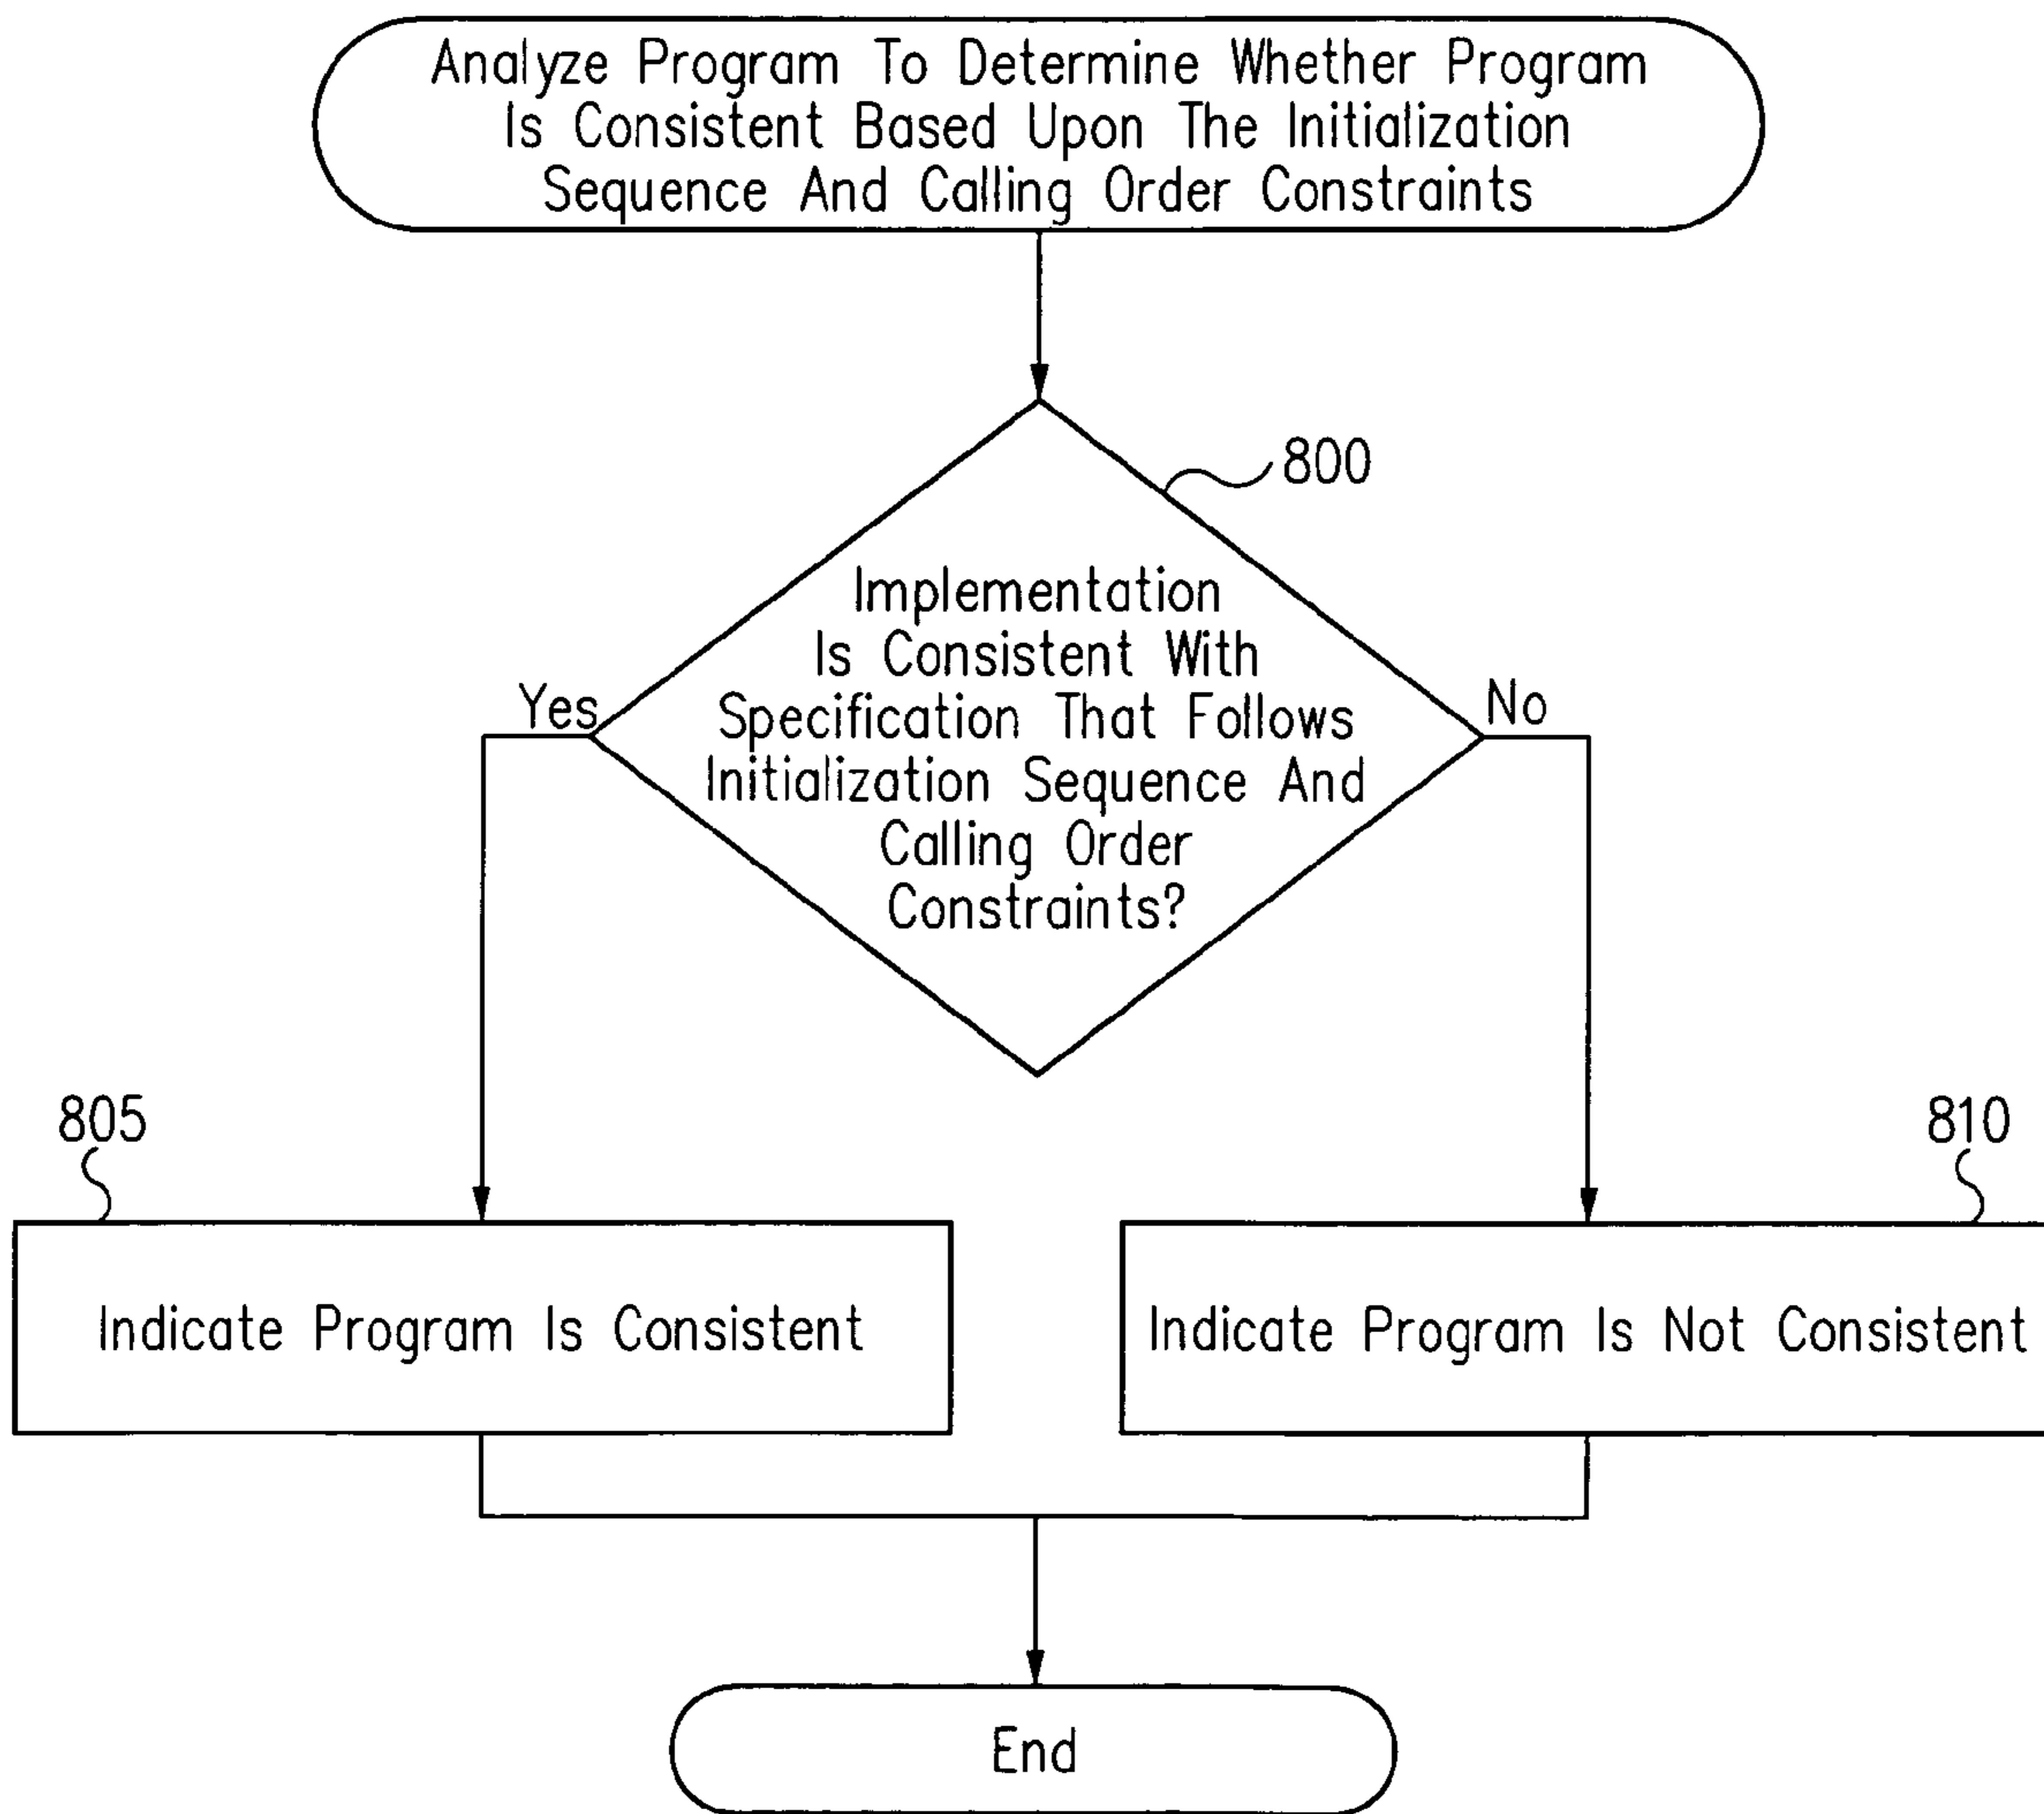 Analyze Program To Determine Whether Program
Is Consistent Based Upon The Initialization
Sequence And Calling Order Constraints
800
Implementation
Is Consistent With
Specification That Follows
Initialization Sequence And
Calling Order
Constraints?
Yes
No
805
810
Indicate Program Is Consistent
Indicate Program Is Not Consistent
End